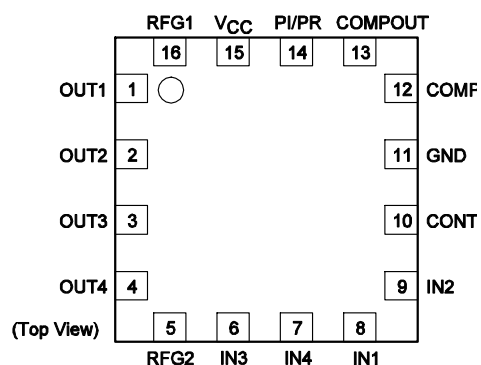 RFG1 VCC PI/PR COMPOUT
16 15 14 13
OUT1 1 12 COMP
OUT2 2 11 GND
OUT3 3 10 CONT
OUT4 4 9 IN2
(Top View) 5 6 7 8
RFG2 IN3 IN4 IN1